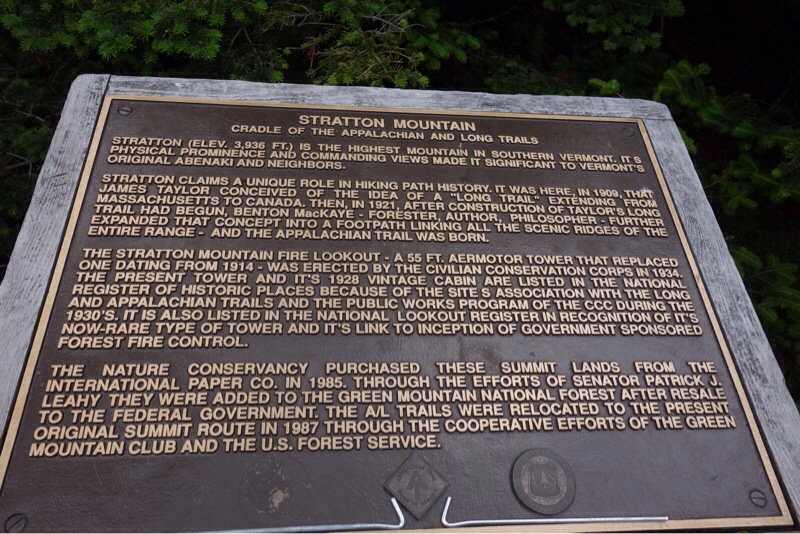 STRATTON MOUNTAIN
CRADLE OF THE APPALACHIAN AND LONG TRAILS
STRATTON (ELEV. 3,936 FT.) IS THE HIGHEST MOUNTAIN IN SOUTHERN VERMONT. IT'S
PHYSICAL PROMINENCE AND COMMANDING VIEWS MADE IT SIGNIFICANT TO VERMONT'S
ORIGINAL ABENAKI AND NEIGHBORS.
STRATTON CLAIMS A UNIQUE ROLE IN HIKING PATH HISTORY. IT WAS HERE, IN 1909, THAT
JAMES TAYLOR CONCEIVED OF THE IDEA OF A "LONG TRAIL" EXTENDING FROM
MASSACHUSETTS TO CANADA. THEN, IN 1921, AFTER CONSTRUCTION OF TAYLOR'S LONG
TRAIL HAD BEGUN, BENTON MacKAYE - FORESTER, AUTHOR, PHILOSOPHER - FURTHER
EXPANDED THAT CONCEPT INTO A FOOTPATH LINKING ALL THE SCENIC RIDGES OF THE
ENTIRE RANGE - AND THE APPALACHIAN TRAIL WAS BORN.
THE STRATTON MOUNTAIN FIRE LOOKOUT - A 55 FT. AERMOTOR TOWER THAT REPLACED
ONE DATING FROM 1914 - WAS ERECTED BY THE CIVILIAN CONSERVATION CORPS IN 1934.
THE PRESENT TOWER AND IT'S 1928 VINTAGE CABIN ARE LISTED IN THE NATIONAL
REGISTER OF HISTORIC PLACES BECAUSE OF THE SITE'S ASSOCIATION WITH THE LONG
AND APPALACHIAN TRAILS AND THE PUBLIC WORKS PROGRAM OF THE CCC DURING THE
1930'S. IT IS ALSO LISTED IN THE NATIONAL LOOKOUT REGISTER IN RECOGNITION OF IT'S
NOW-RARE TYPE OF TOWER AND IT'S LINK TO INCEPTION OF GOVERNMENT SPONSORED
FOREST FIRE CONTROL.
THE NATURE CONSERVANCY PURCHASED THESE SUMMIT LANDS FROM THE
INTERNATIONAL PAPER CO. IN 1985. THROUGH THE EFFORTS OF SENATOR PATRICK J.
LEAHY THEY WERE ADDED TO THE GREEN MOUNTAIN NATIONAL FOREST AFTER RESALE
TO THE FEDERAL GOVERNMENT. THE A/L TRAILS WERE RELOCATED TO THE PRESENT
ORIGINAL SUMMIT ROUTE IN 1987 THROUGH THE COOPERATIVE EFFORTS OF THE GREEN
MOUNTAIN CLUB AND THE U.S. FOREST SERVICE.
U S